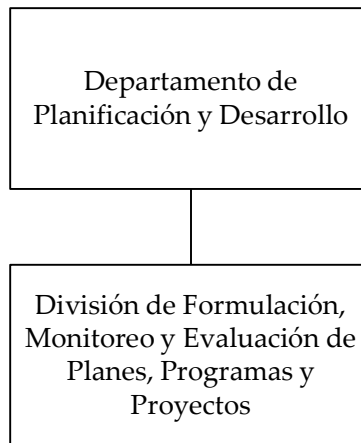 Departamento de
Planificación y Desarrollo
División de Formulación,
Monitoreo y Evaluación de
Planes, Programas y
Proyectos